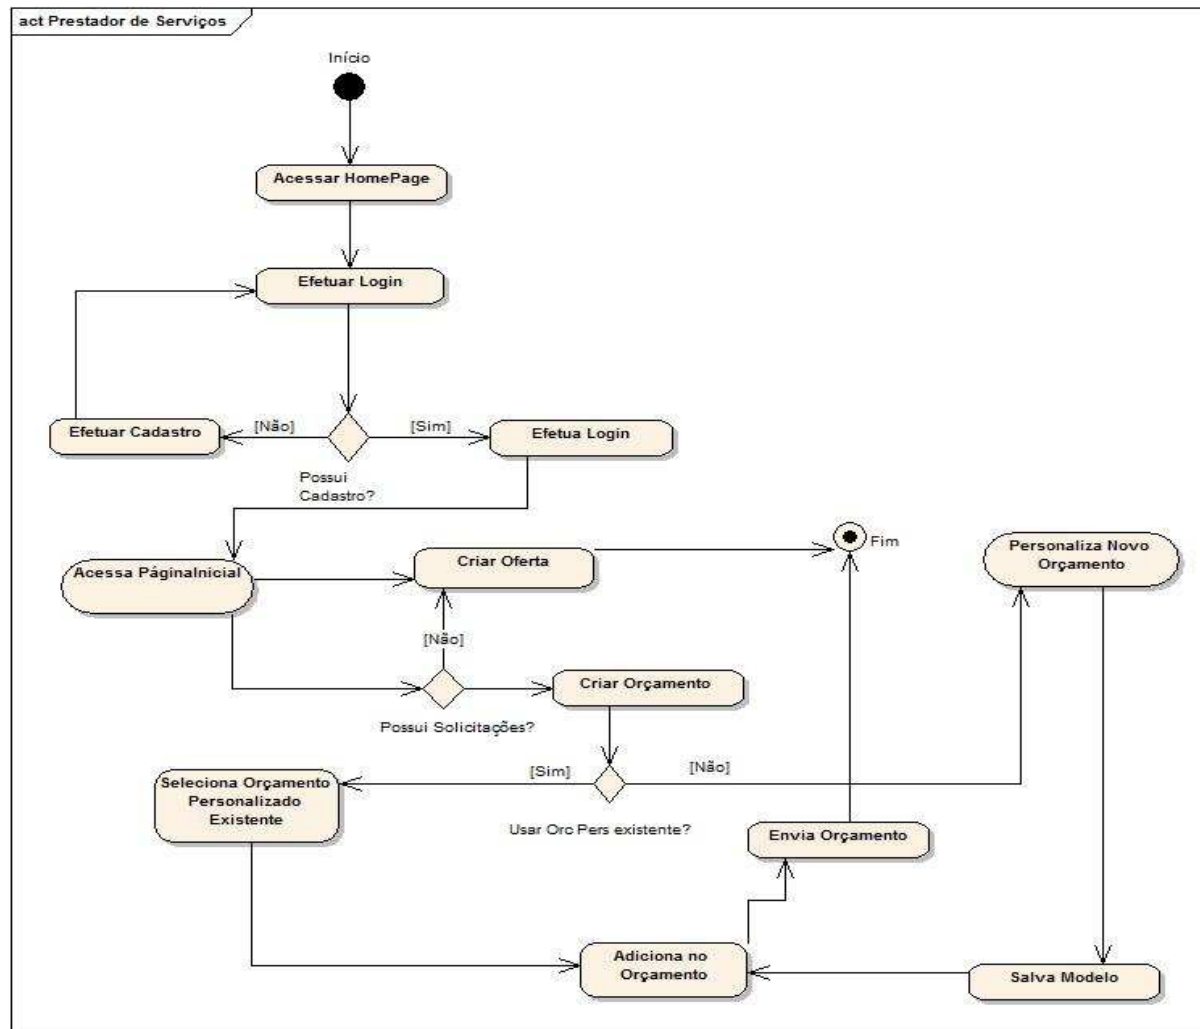 act Prestador de Serviços
Início
Acessar HomePage
Efetuar Login
Efetuar Cadastro
[Não]
[Sim]
Efetua Login
Possui
Cadastro?
Acessa PáginaInicial
Criar Oferta
Fim
Personaliza Novo
Orçamento
[Não]
Criar Orçamento
Possui Solicitações?
Seleciona Orçamento
Personalizado
Existente
[Sim]
[Não]
Usar Orc Pers existente?
Envia Orçamento
Adiciona no
Orçamento
Salva Modelo